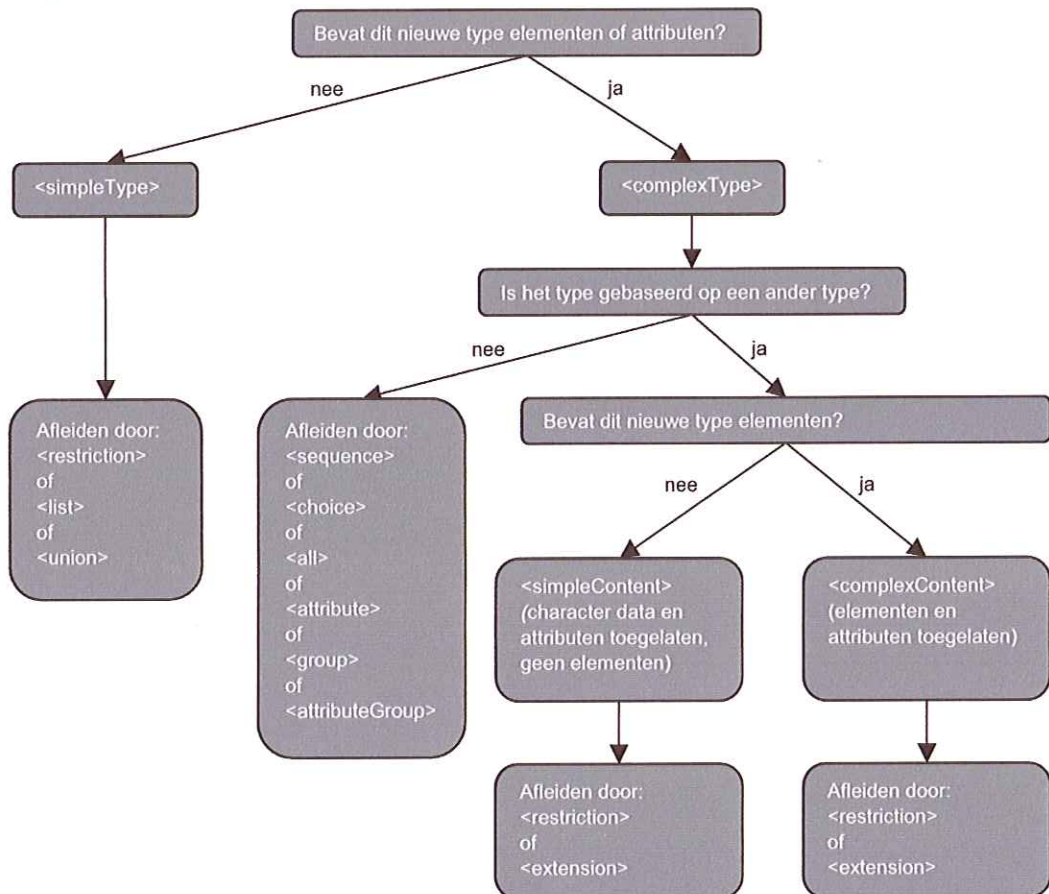 Bevat dit nieuwe type elementen of attributen?
nee
ja
<simpleType>
<complexType>
Is het type gebaseerd op een ander type?
nee
ja
Afleiden door:
<restriction>
of
<list>
of
<union>
Afleiden door:
<sequence>
of
<choice>
of
<all>
of
<attribute>
of
<group>
of
<attributeGroup>
Bevat dit nieuwe type elementen?
nee
ja
<simpleContent>
(character data en
attributen toegelaten,
geen elementen)
<complexContent>
(elementen en
attributen toegelaten)
Afleiden door:
<restriction>
of
<extension>
Afleiden door:
<restriction>
of
<extension>